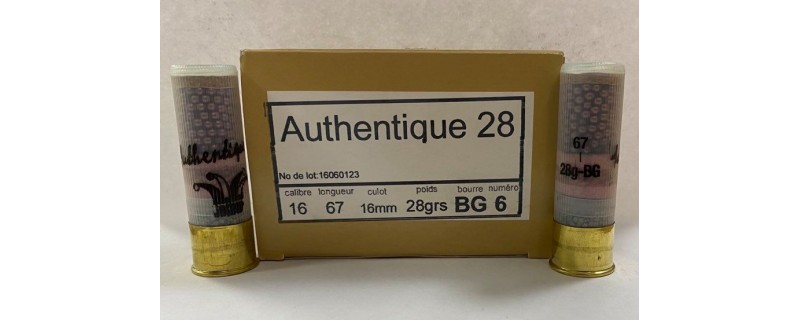 Authentique 28
No de lot:16060123
calibre longueur culot poids bourre numéro
16 67 16mm 28grs BG 6
Authentique
67
28g-BG